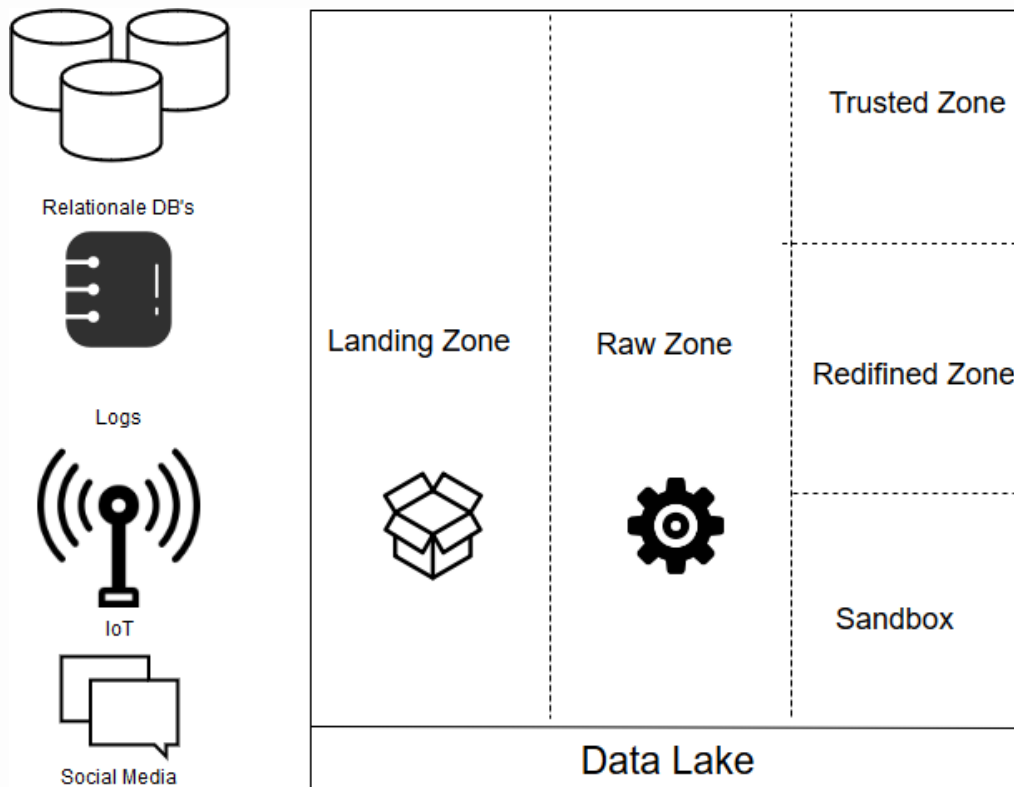 Relationale DB's
Logs
IoT
Social Media
Landing Zone
Raw Zone
Trusted Zone
Redifined Zone
Sandbox
Data Lake